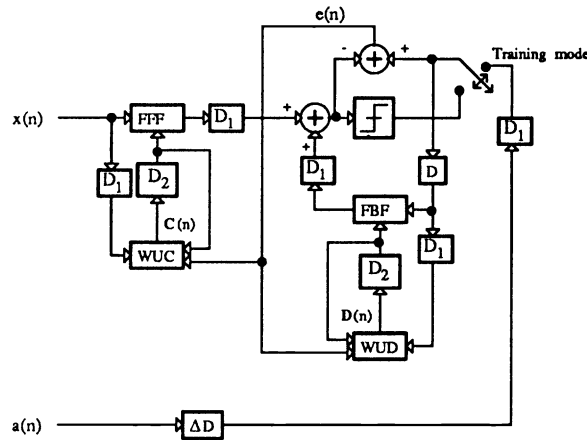 e(n)
- +
Training mode
x(n)
FFF
D1
+
+
D1
D1
D2
D1
D
C(n)
FBF
D1
WUC
D2
D(n)
WUD
a(n)
ΔD